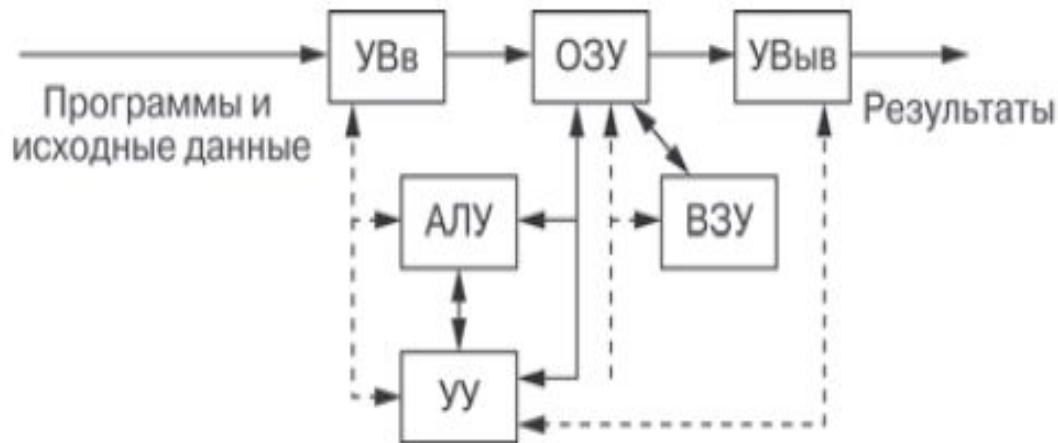 УВв
ОЗУ
УВыв
Программы и
исходные данные
Результаты
АЛУ
ВЗУ
УУ